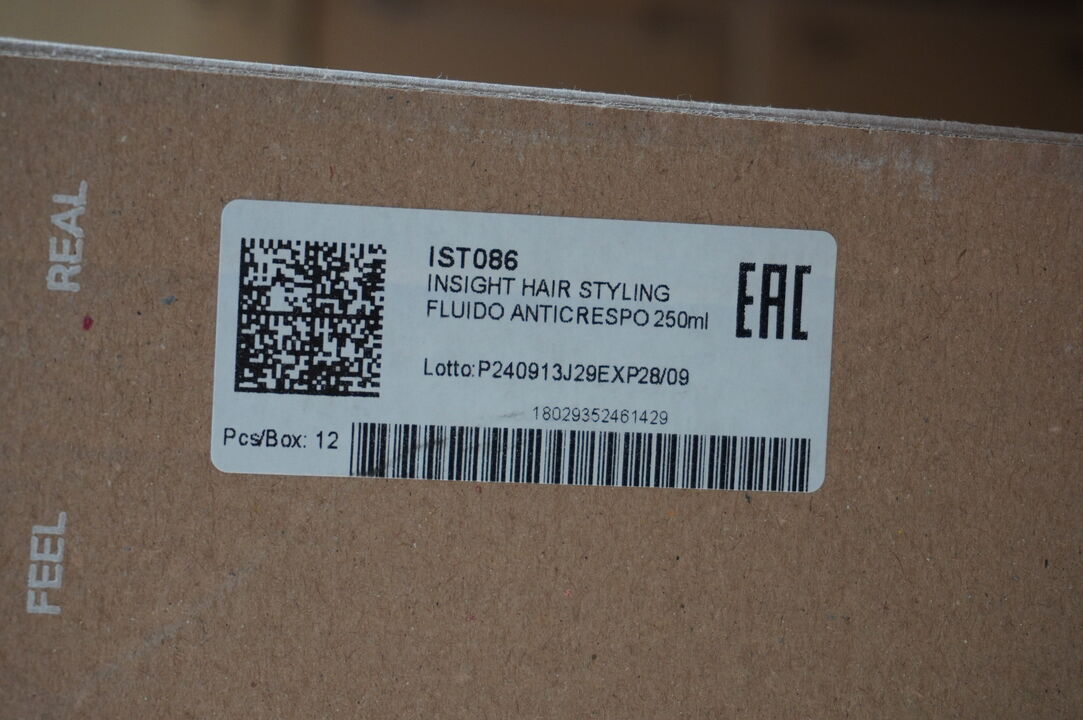 REAL
FEEL
IST086
INSIGHT HAIR STYLING
FLUIDO ANTICRESPO 250ml
EAC
Lotto:P240913J29EXP28/09
18029352461429
Pcs/Box: 12